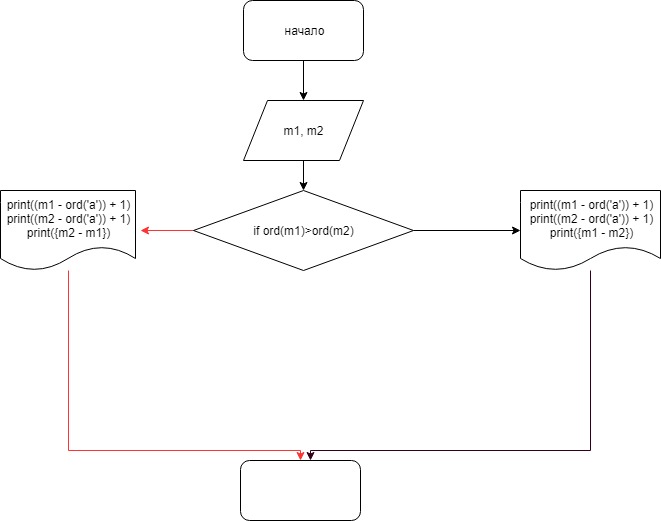 начало
m1, m2
if ord(m1)>ord(m2)
print((m1 - ord('a')) + 1)
print((m2 - ord('a')) + 1)
print({m2 - m1})
print((m1 - ord('a')) + 1)
print((m2 - ord('a')) + 1)
print({m1 - m2})